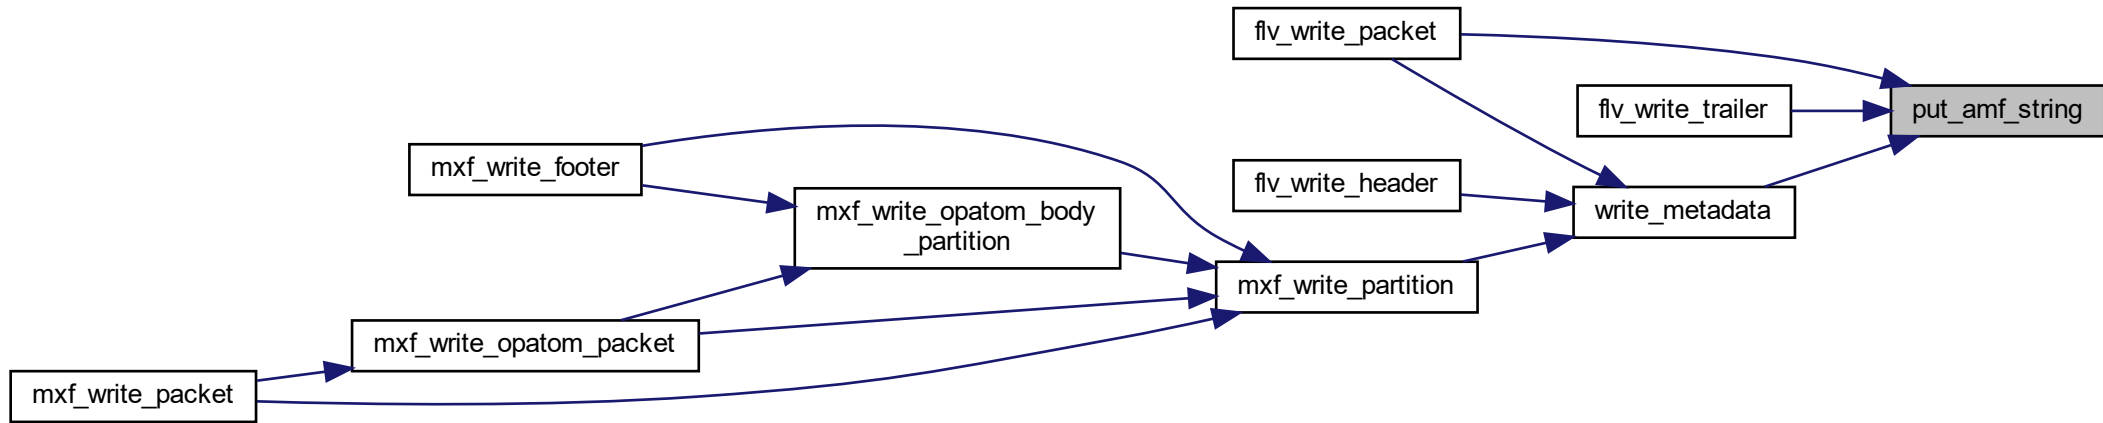 flv_write_packet
flv_write_trailer
put_amf_string
mxf_write_footer
flv_write_header
mxf_write_opatom_body
_partition
write_metadata
mxf_write_partition
mxf_write_opatom_packet
mxf_write_packet